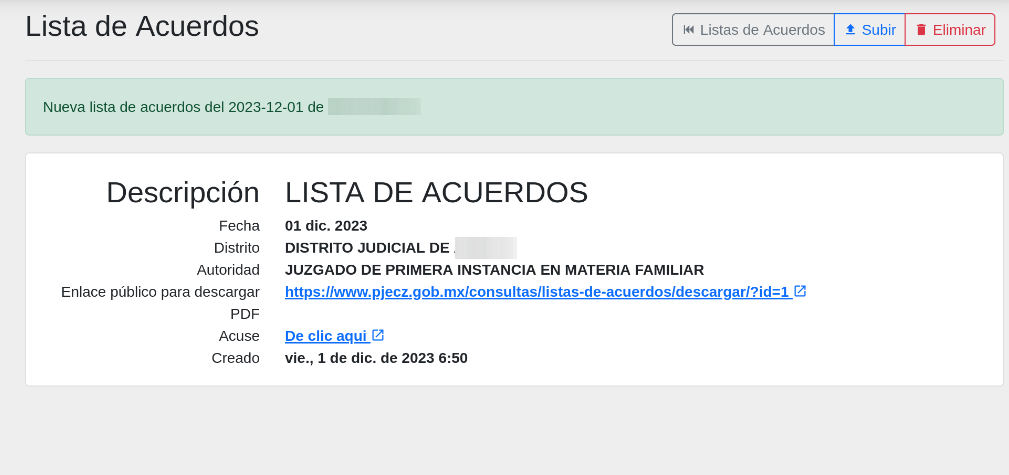 Lista de Acuerdos
Listas de Acuerdos Subir Eliminar
Nueva lista de acuerdos del 2023-12-01 de
Descripción LISTA DE ACUERDOS
Fecha 01 dic. 2023
Distrito DISTRITO JUDICIAL DE
Autoridad JUZGADO DE PRIMERA INSTANCIA EN MATERIA FAMILIAR
Enlace público para descargar https://www.pjecz.gob.mx/consultas/listas-de-acuerdos/descargar/?id=1
PDF
Acuse De clic aqui
Creado vie., 1 de dic. de 2023 6:50